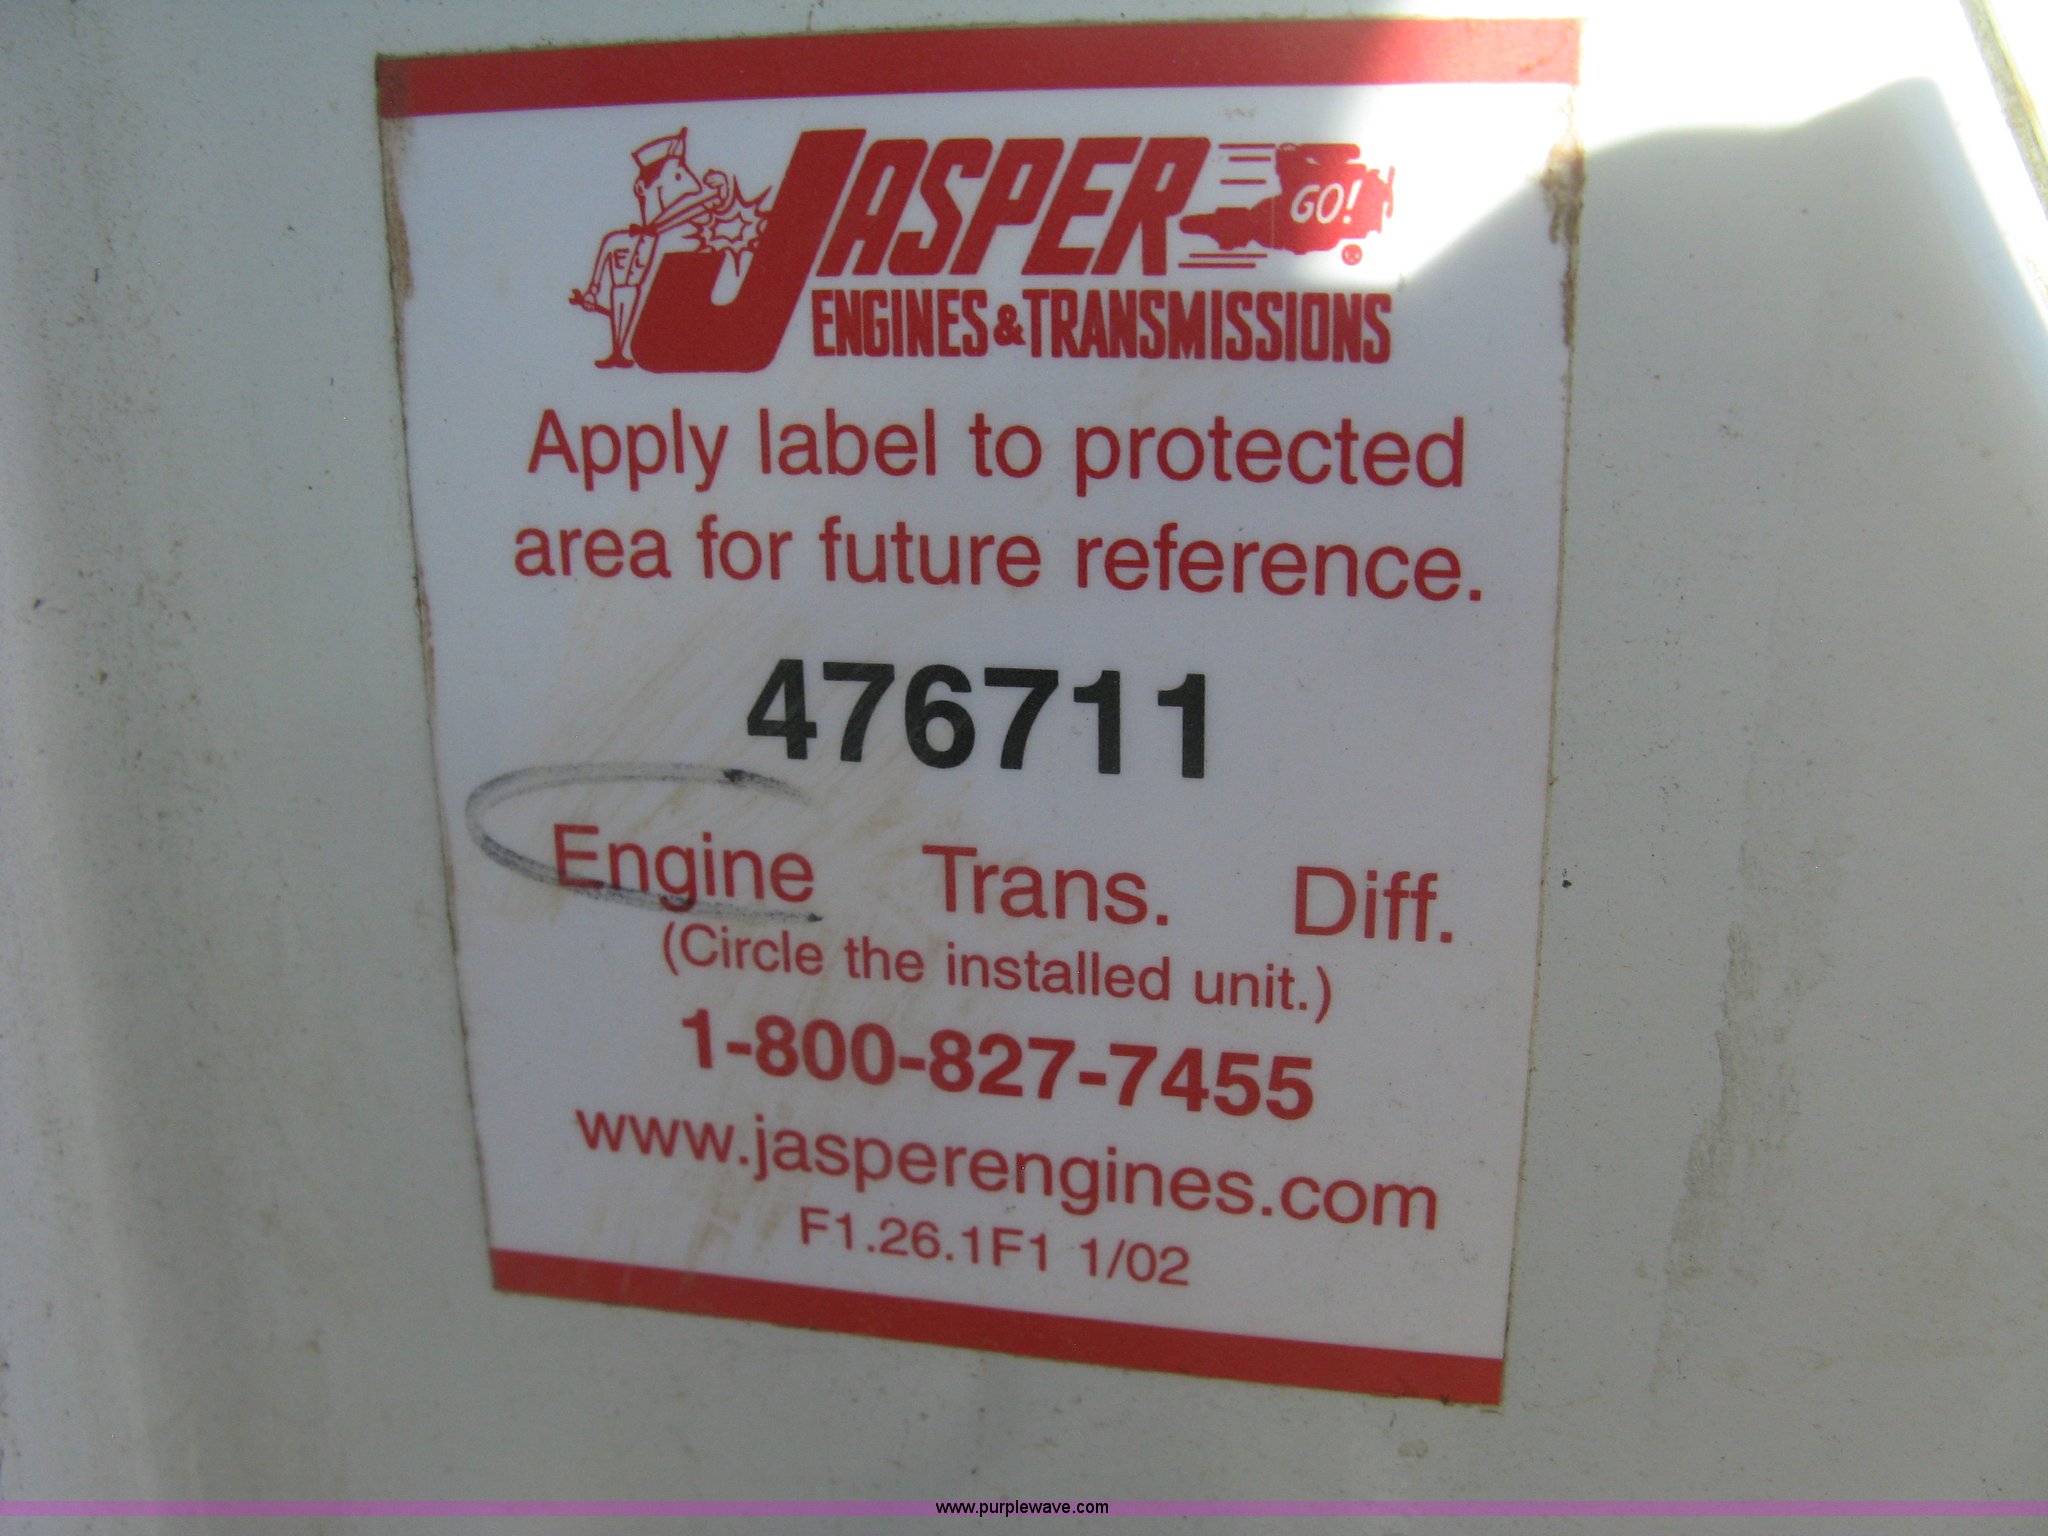 JASPER GO! ®
ENGINES & TRANSMISSIONS
Apply label to protected
area for future reference.
476711
Engine Trans. Diff.
(Circle the installed unit.)
1-800-827-7455
www.jasperengines.com
F1.26.1F1 1/02
www.purplewave.com